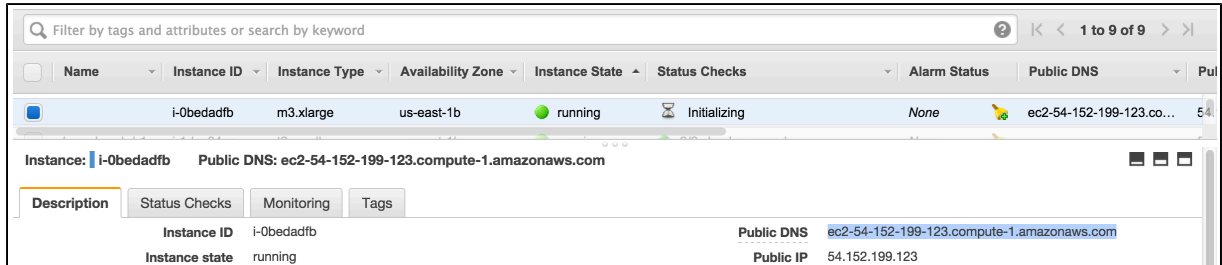 Filter by tags and attributes or search by keyword
1 to 9 of 9
Name Instance ID Instance Type Availability Zone Instance State Status Checks Alarm Status Public DNS
i-0bedadfb m3.xlarge us-east-1b running Initializing None ec2-54-152-199-123.co... 54.
Instance: i-0bedadfb Public DNS: ec2-54-152-199-123.compute-1.amazonaws.com
Description Status Checks Monitoring Tags
Instance ID i-0bedadfb Public DNS ec2-54-152-199-123.compute-1.amazonaws.com
Instance state running Public IP 54.152.199.123